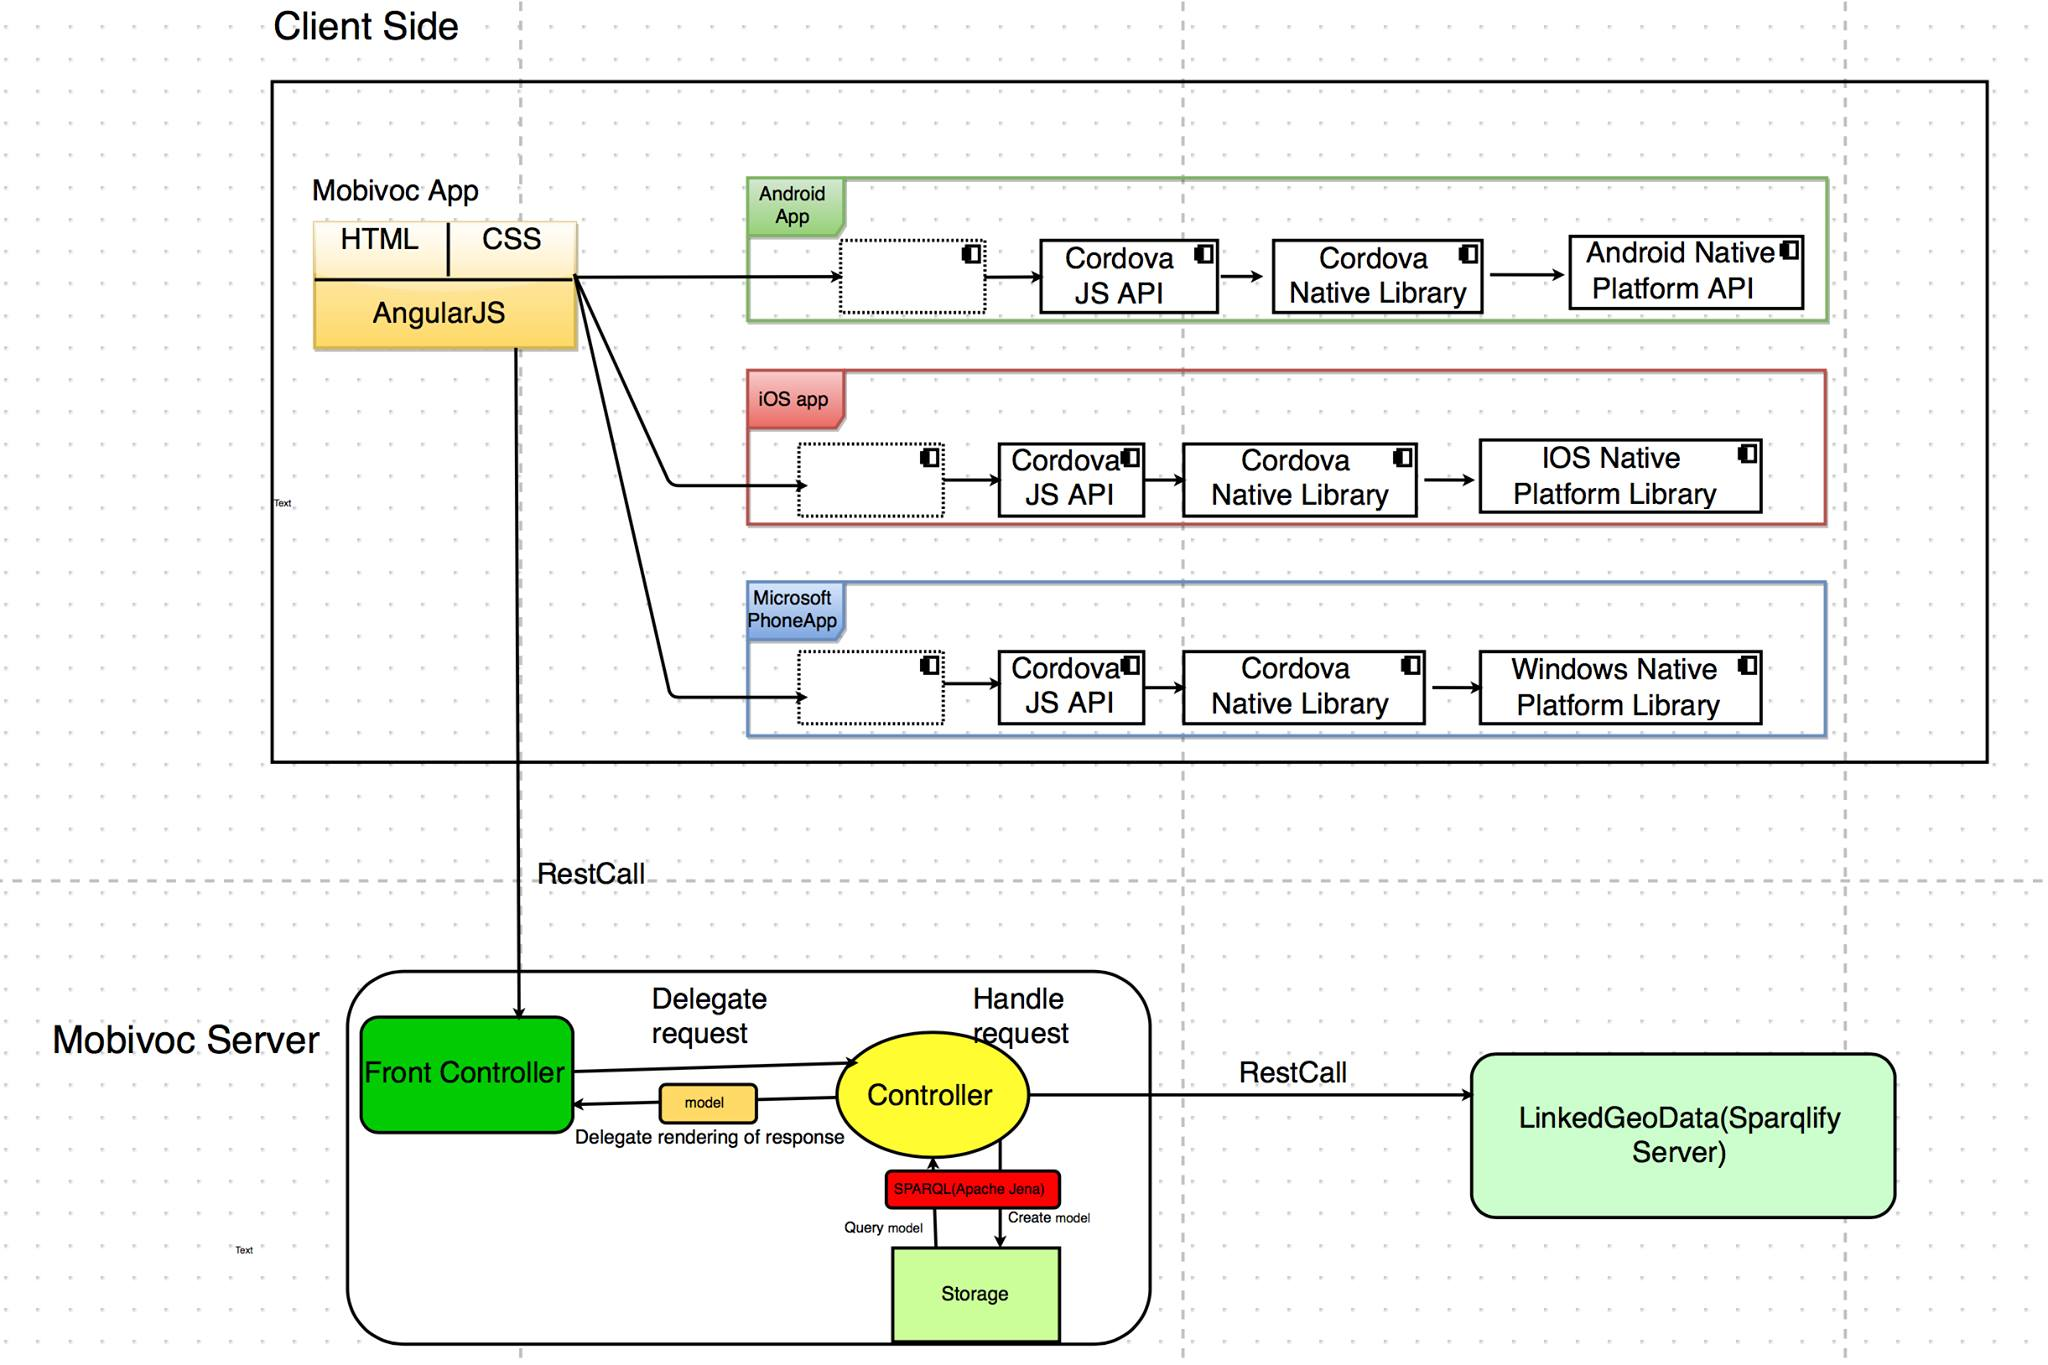 Client Side
Mobivoc App
HTML
CSS
AngularJS
Android
App
Cordova
JS API
Cordova
Native Library
Android Native
Platform API
iOS app
Cordova
JS API
Cordova
Native Library
IOS Native
Platform Library
Text
Microsoft
PhoneApp
Cordova
JS API
Cordova
Native Library
Windows Native
Platform Library
RestCall
Mobivoc Server
Front Controller
Delegate
request
Handle
request
model
Delegate rendering of response
Controller
RestCall
LinkedGeoData(Sparqlify
Server)
SPARQL(Apache Jena)
Query model
Create model
Storage
Text